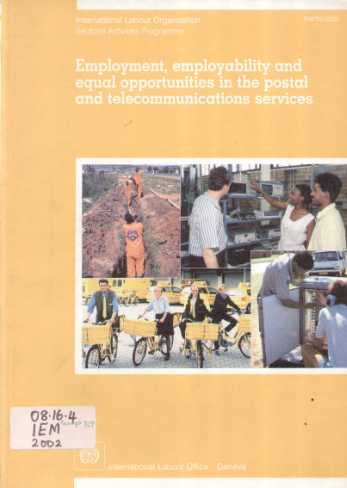 International Labour Organization
Sectoral Activities Programme
Employment, employability and
equal opportunities in the postal
and telecommunications services
08·16·4
IEM
2002
International Labour Office Geneva